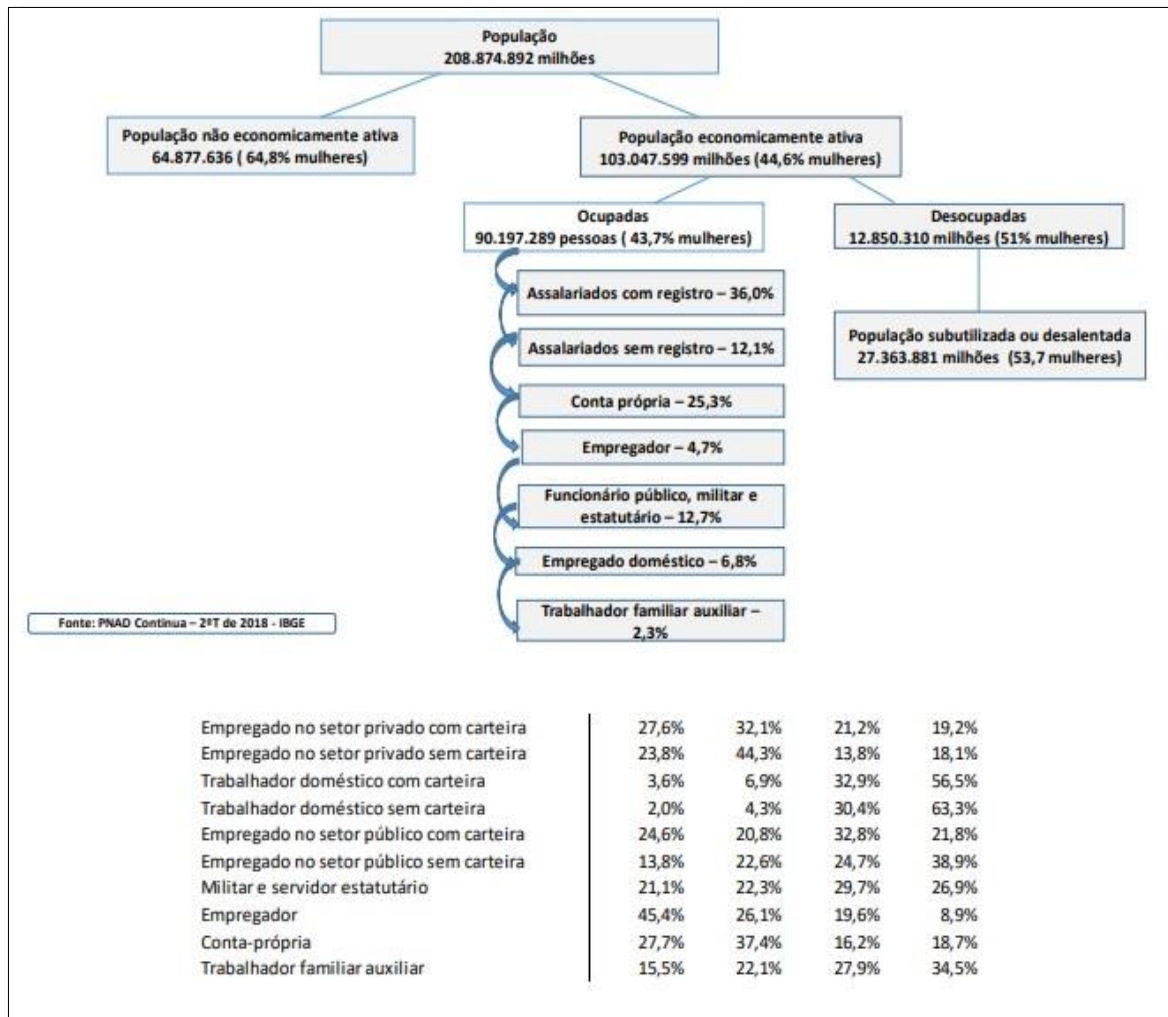 População
208.874.892 milhões
População não economicamente ativa
64.877.636 ( 64,8% mulheres)
População economicamente ativa
103.047.599 milhões (44,6% mulheres)
Ocupadas
90.197.289 pessoas ( 43,7% mulheres)
Desocupadas
12.850.310 milhões (51% mulheres)
Assalariados com registro – 36,0%
Assalariados sem registro – 12,1%
Conta própria – 25,3%
Empregador – 4,7%
Funcionário público, militar e
estatutário – 12,7%
Empregado doméstico – 6,8%
Trabalhador familiar auxiliar –
2,3%
População subutilizada ou desalentada
27.363.881 milhões (53,7 mulheres)
Fonte: PNAD Continua – 2ºT de 2018 - IBGE
Empregado no setor privado com carteira 27,6% 32,1% 21,2% 19,2%
Empregado no setor privado sem carteira 23,8% 44,3% 13,8% 18,1%
Trabalhador doméstico com carteira 3,6% 6,9% 32,9% 56,5%
Trabalhador doméstico sem carteira 2,0% 4,3% 30,4% 63,3%
Empregado no setor público com carteira 24,6% 20,8% 32,8% 21,8%
Empregado no setor público sem carteira 13,8% 22,6% 24,7% 38,9%
Militar e servidor estatutário 21,1% 22,3% 29,7% 26,9%
Empregador 45,4% 26,1% 19,6% 8,9%
Conta-própria 27,7% 37,4% 16,2% 18,7%
Trabalhador familiar auxiliar 15,5% 22,1% 27,9% 34,5%